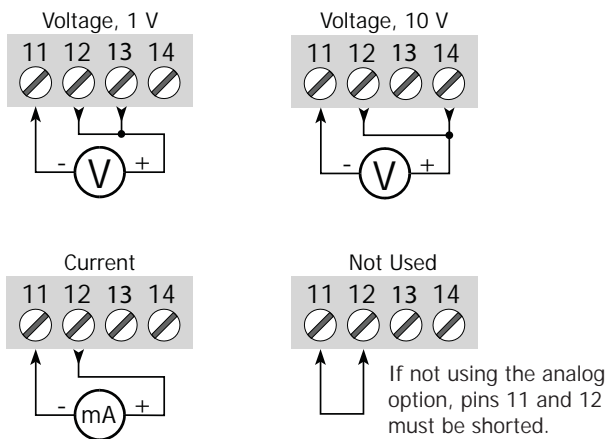 Voltage, 1 V
11 12 13 14
- V +
Voltage, 10 V
11 12 13 14
- V +
Current
11 12 13 14
- mA +
Not Used
11 12 13 14
If not using the analog
option, pins 11 and 12
must be shorted.